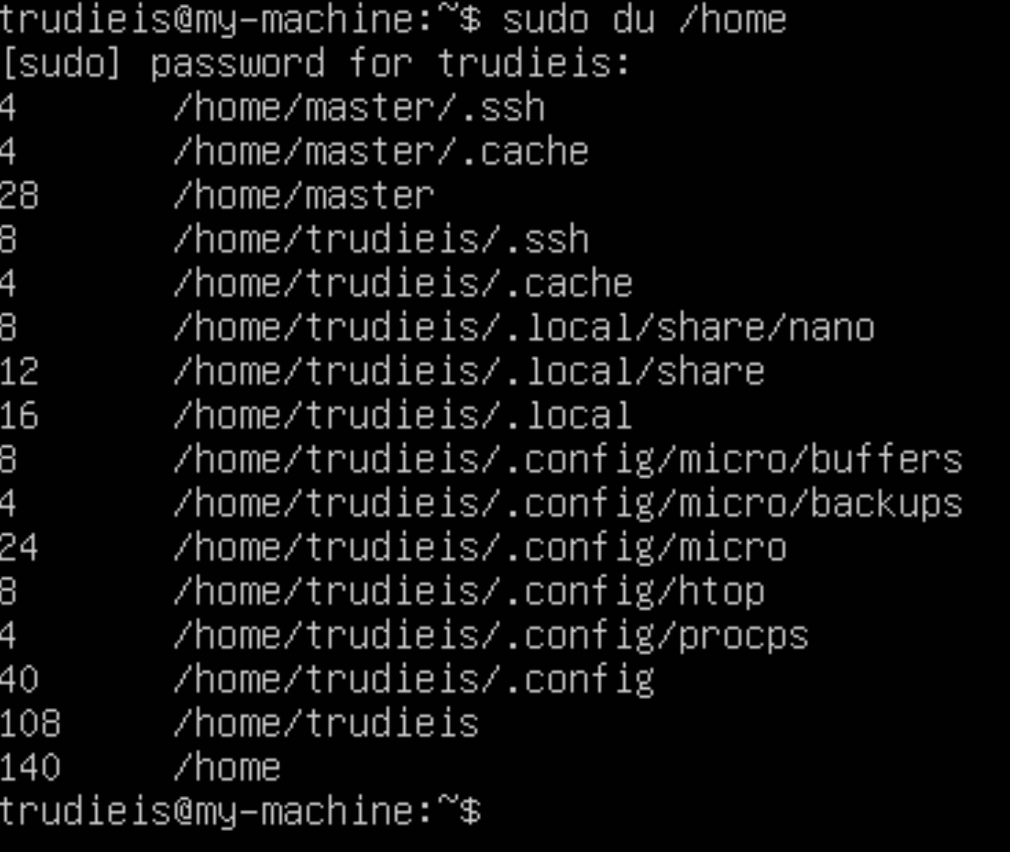 trudieis@my-machine:~$ sudo du /home
[sudo] password for trudieis:
4       /home/master/.ssh
4       /home/master/.cache
28      /home/master
8       /home/trudieis/.ssh
4       /home/trudieis/.cache
8       /home/trudieis/.local/share/nano
12      /home/trudieis/.local/share
16      /home/trudieis/.local
8       /home/trudieis/.config/micro/buffers
4       /home/trudieis/.config/micro/backups
24      /home/trudieis/.config/micro
8       /home/trudieis/.config/htop
4       /home/trudieis/.config/procps
40      /home/trudieis/.config
108     /home/trudieis
140     /home
trudieis@my-machine:~$